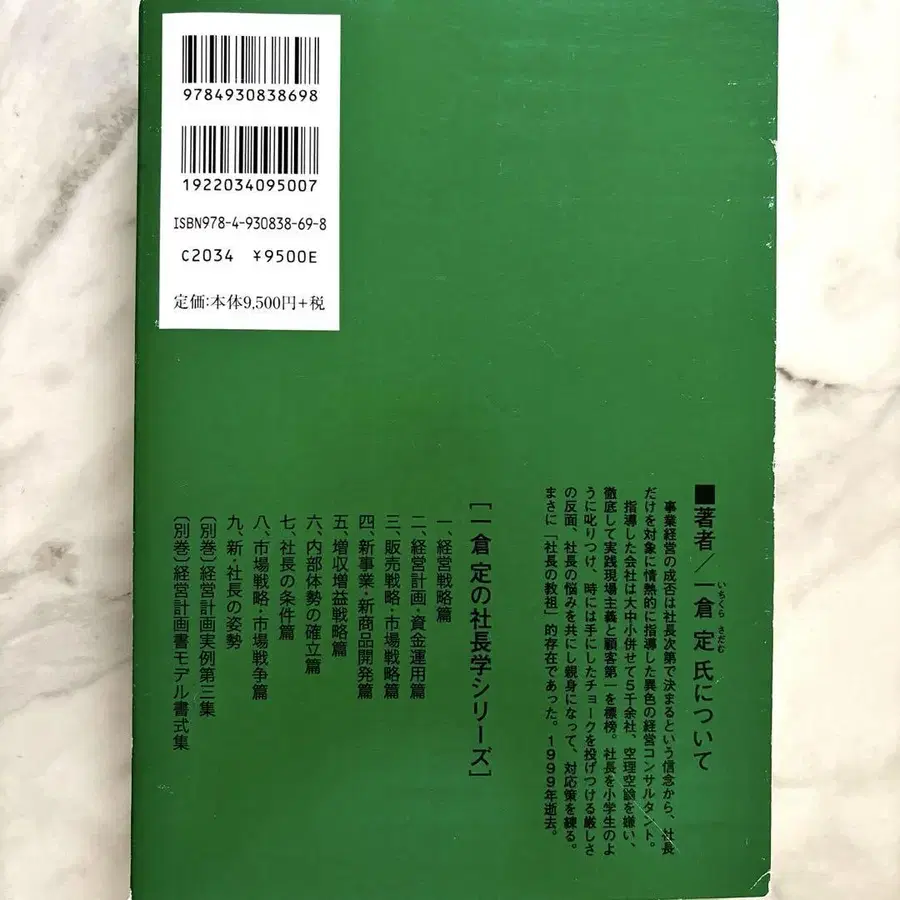 9784930838698
1922034095007
ISBN978-4-930838-69-8
C2034 ¥9500E
定価:本体9,500円+税
■著者/一倉 定 氏について
いちくら さだむ
事業経営の成否は社長次第で決まるという信念から、社長
だけを対象に情熱的に指導した異色の経営コンサルタント。
指導した会社は大中小併せて5千余社、空理空論を嫌い、
徹底して実践現場主義と顧客第一を標榜。社長を小学生のよ
うに叱りつけ、時には手にしたチョークを投げつける厳しさ
の反面、社長の悩みを共にし親身になって、対応策を練る。
まさに「社長の教祖」的存在であった。1999年逝去。
[一倉 定の社長学シリーズ]
一、経営戦略篇
二、経営計画・資金運用篇
三、販売戦略・市場戦略篇
四、新事業・新商品開発篇
五、増収増益戦略篇
六、内部体勢の確立篇
七、社長の条件篇
八、市場戦略・市場戦争篇
九、新・社長の姿勢
〔別巻〕経営計画実例第三集
〔別巻〕経営計画書モデル書式集